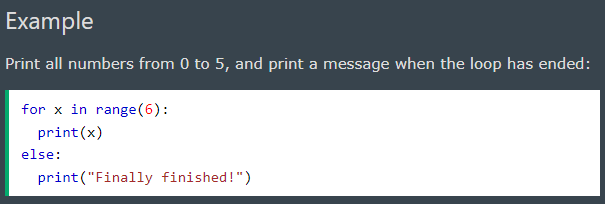 Example
Print all numbers from 0 to 5, and print a message when the loop has ended:
for x in range(6):
  print(x)
else:
  print("Finally finished!")